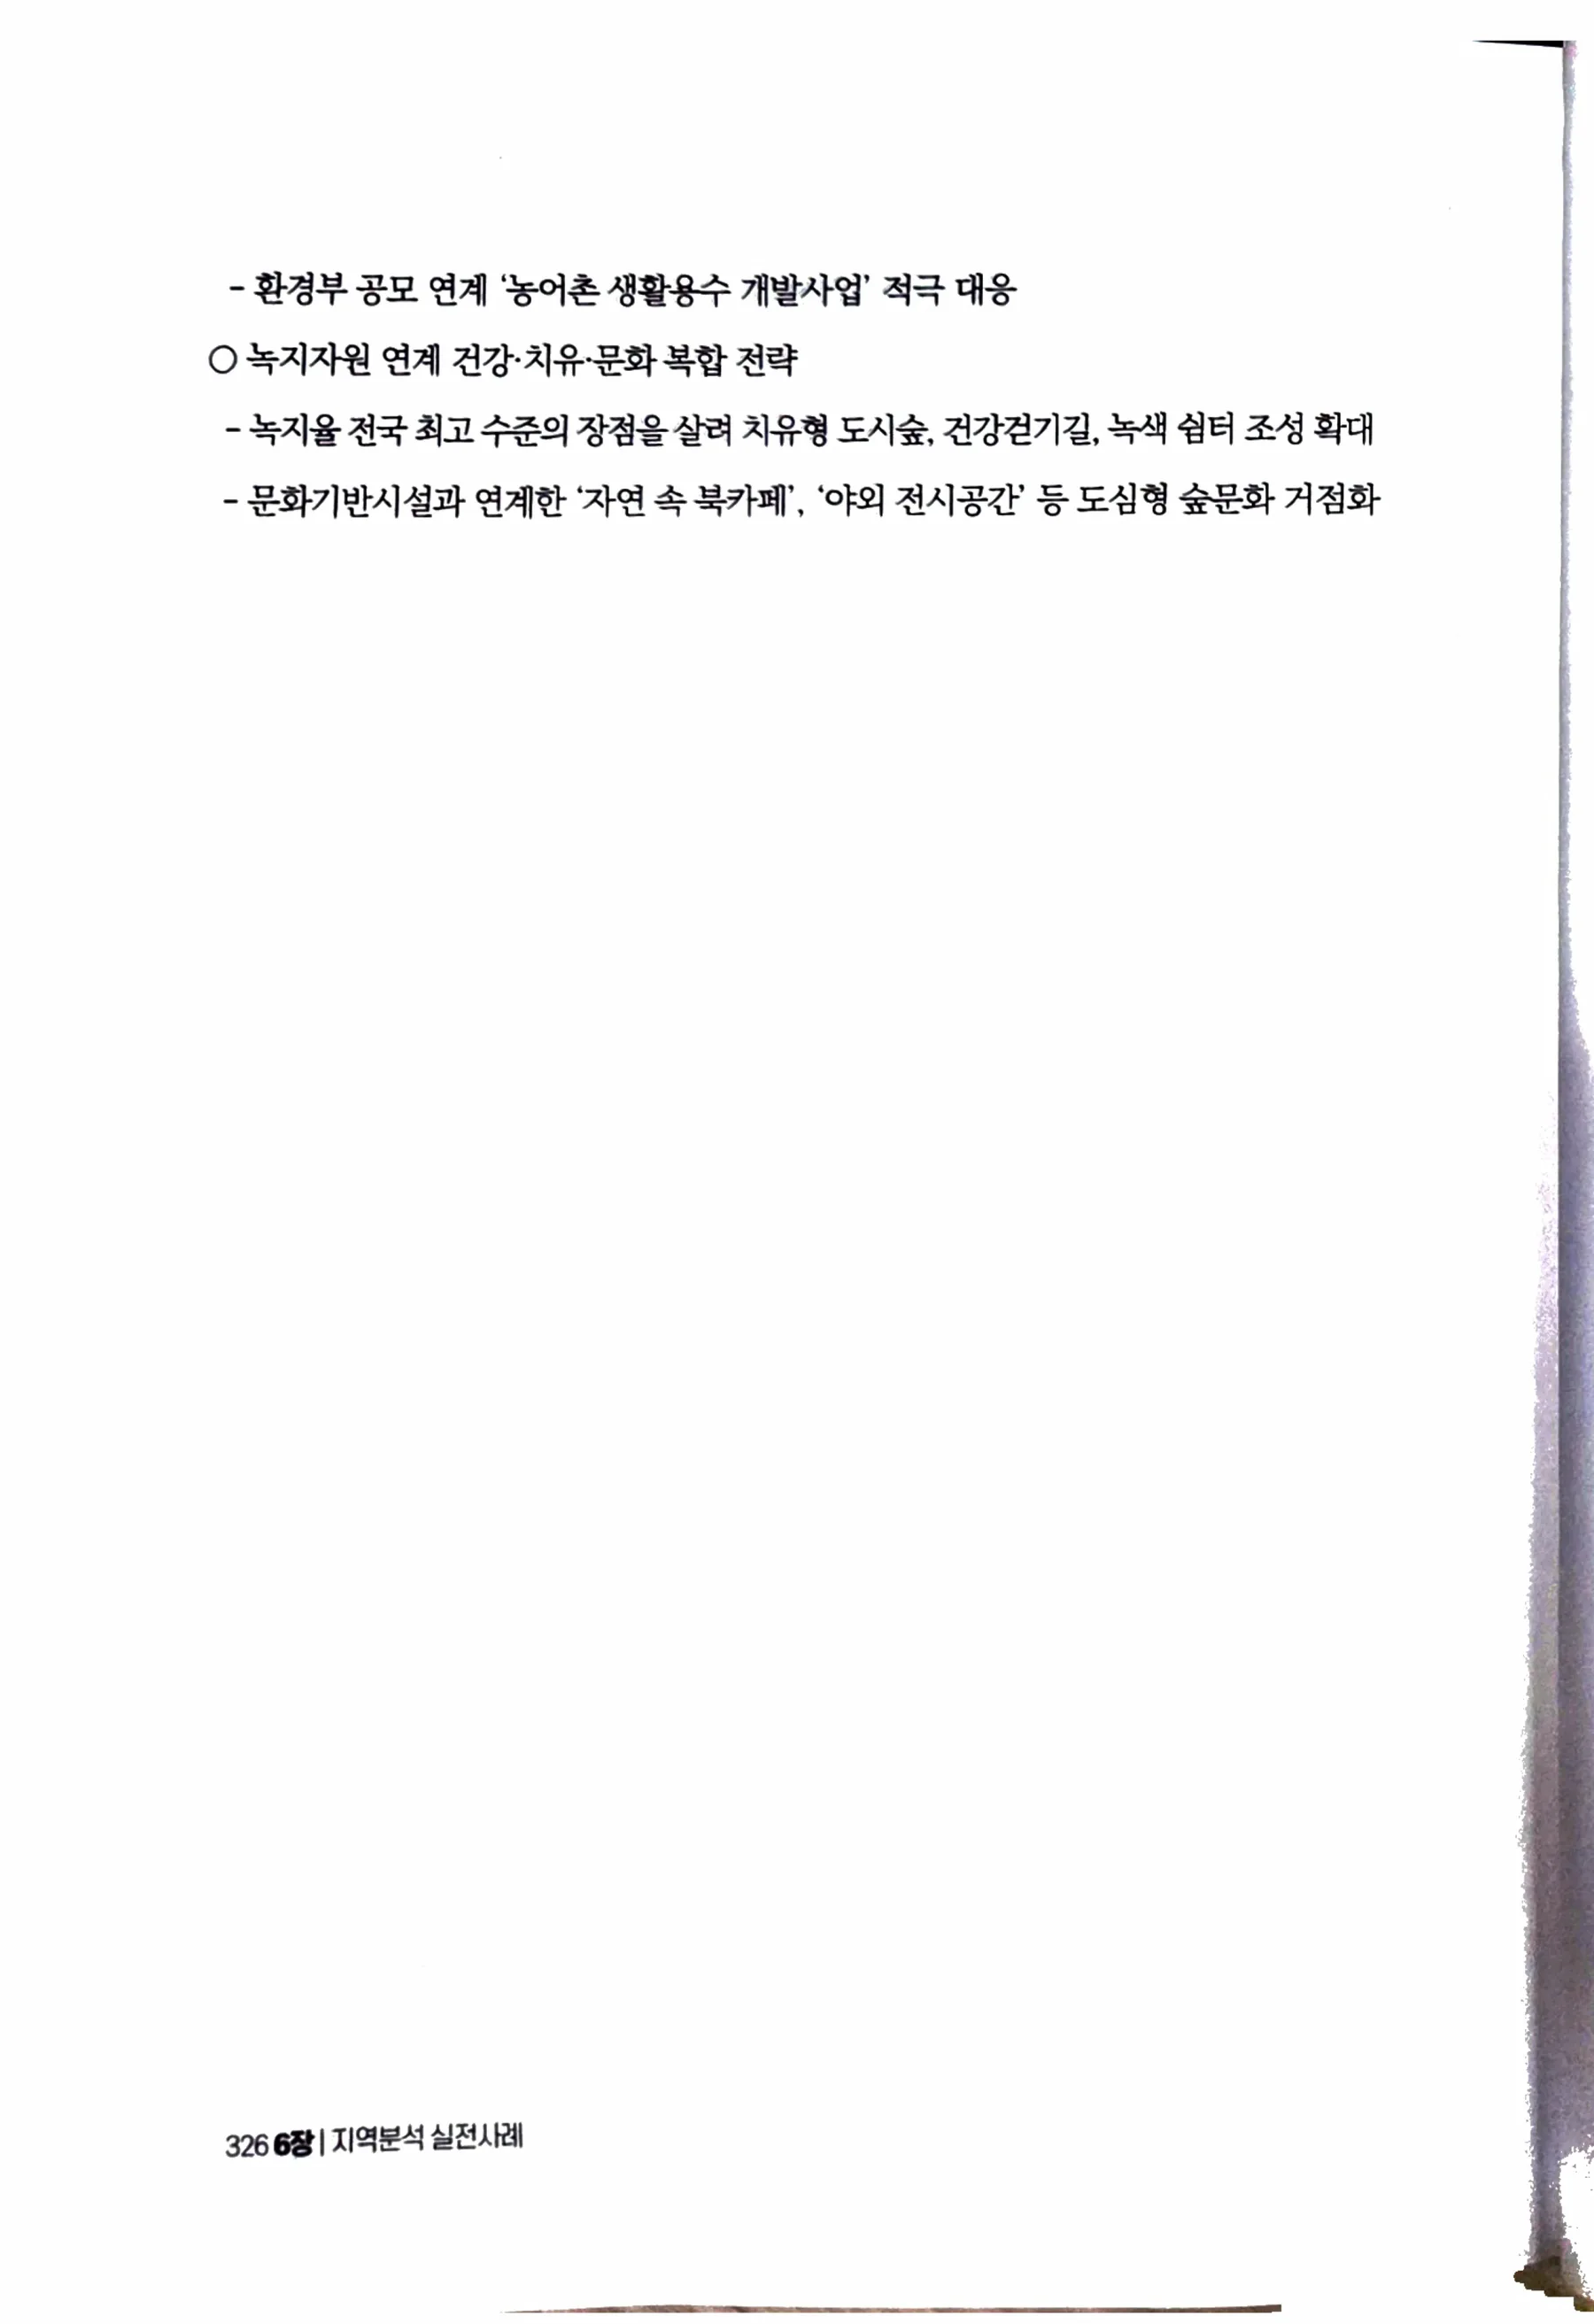 - 환경부 공모 연계 ‘농어촌 생활용수 개발사업’ 적극 대응
○ 녹지자원 연계 건강·치유·문화 복합 전략
- 녹지율 전국 최고 수준의 장점을 살려 치유형 도시숲, 건강걷기길, 녹색 쉼터 조성 확대
- 문화기반시설과 연계한 ‘자연 속 북카페’, ‘야외 전시공간’ 등 도심형 숲문화 거점화
326 6장 | 지역분석 실전사례